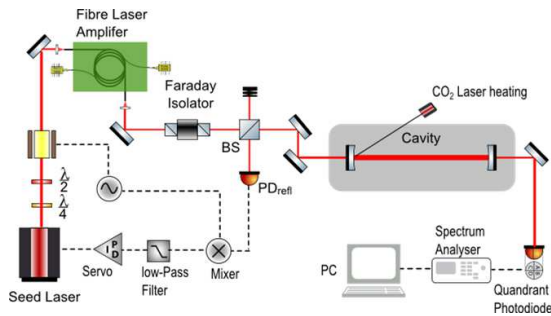 Fibre Laser
Amplifer
Faraday
Isolator
CO₂ Laser heating
BS
Cavity
λ
2
λ
4
PDrefl
Spectrum
Analyser
PC
P
I
D
Servo
low-Pass
Filter
Mixer
Seed Laser
Quandrant
Photodiode